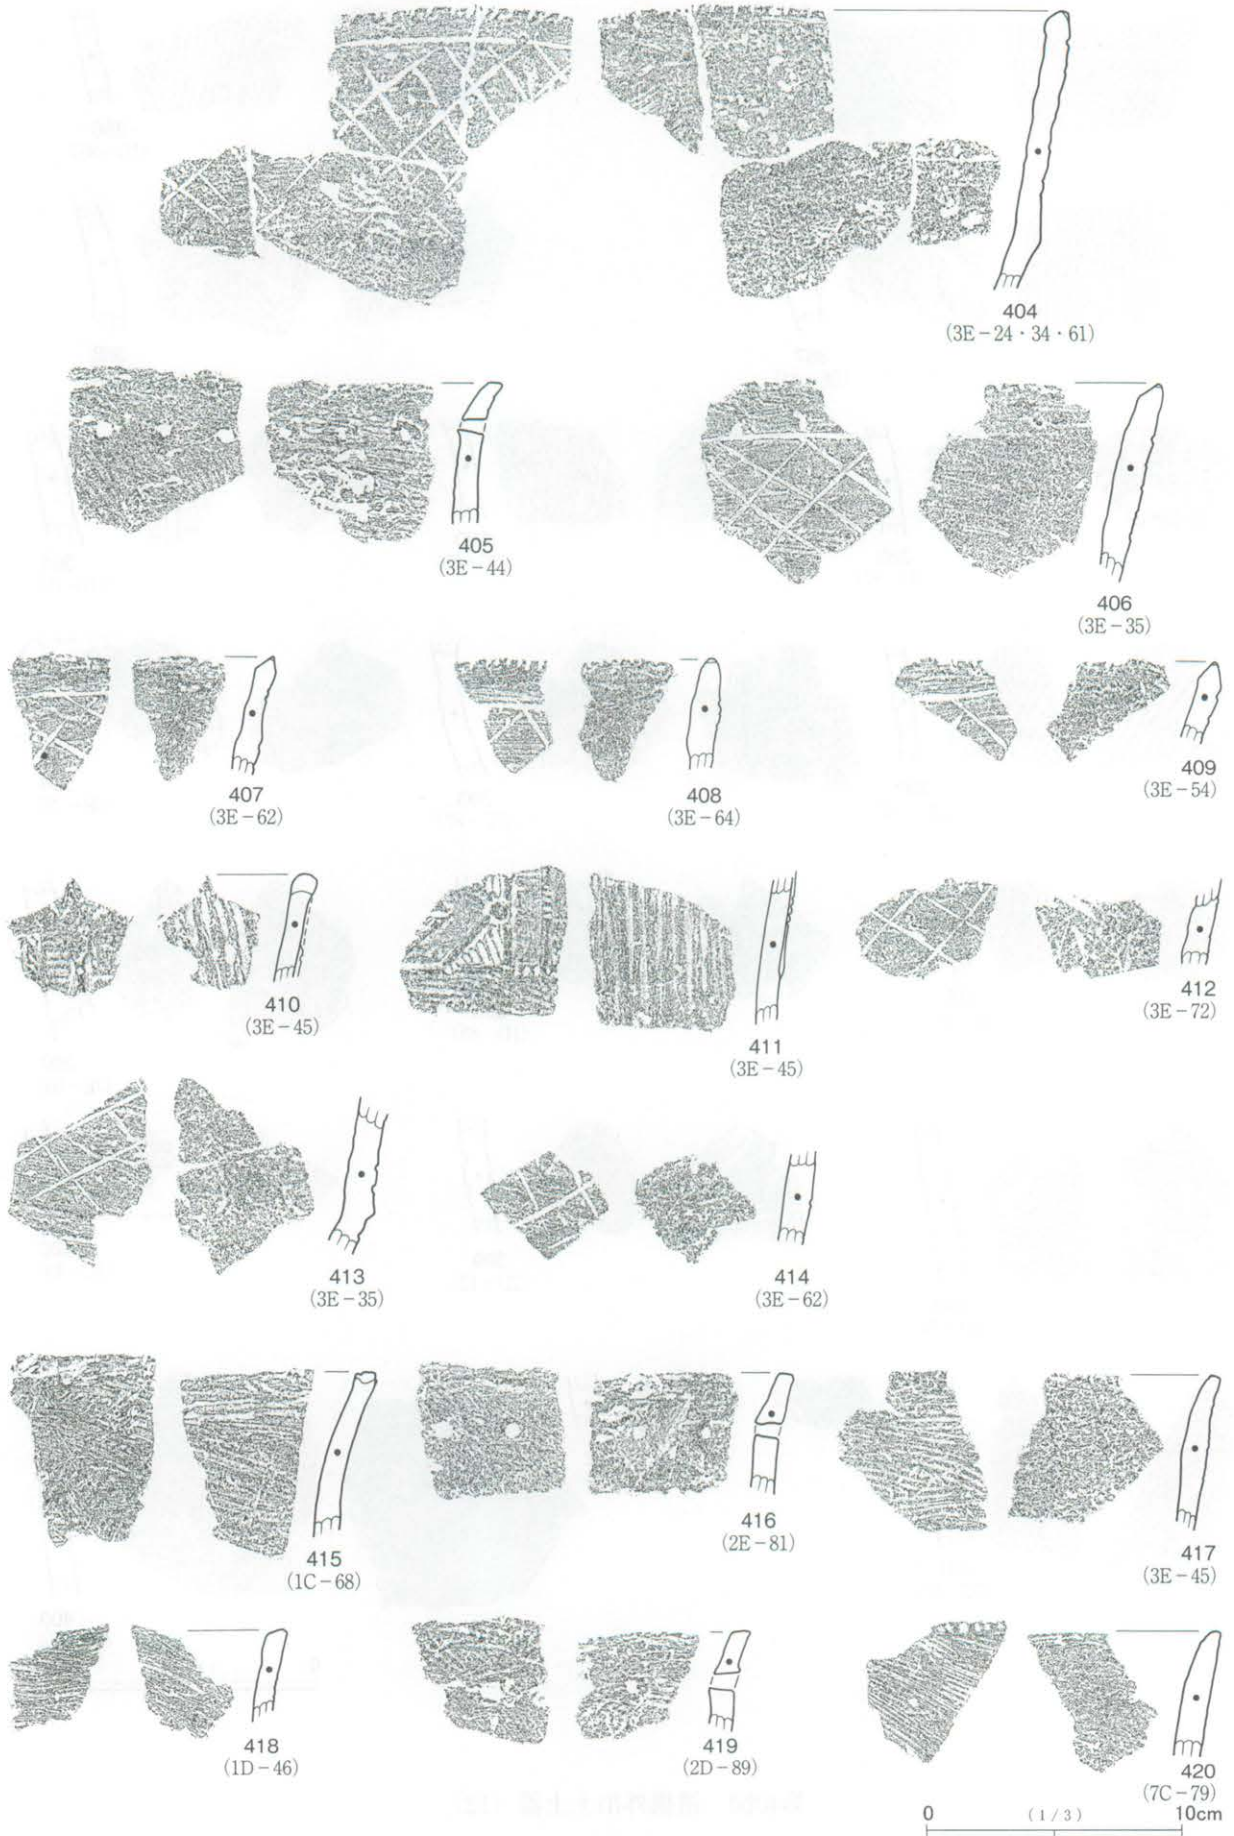 404
(3E-24・34・61)
405
(3E-44)
406
(3E-35)
407
(3E-62)
408
(3E-64)
409
(3E-54)
410
(3E-45)
411
(3E-45)
412
(3E-72)
413
(3E-35)
414
(3E-62)
415
(1C-68)
416
(2E-81)
417
(3E-45)
418
(1D-46)
419
(2D-89)
420
(7C-79)
0 (1/3) 10cm